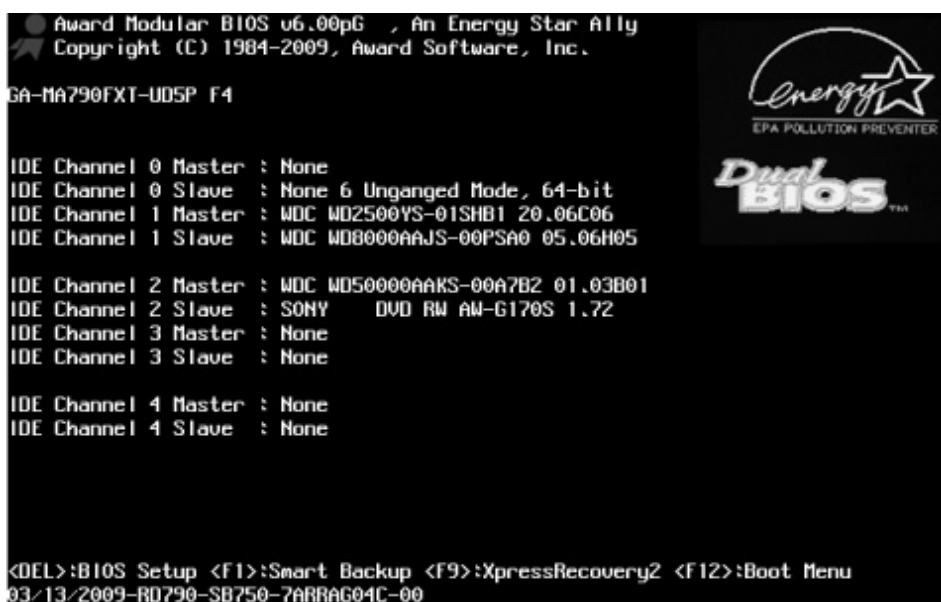 Award Modular BIOS v6.00pG , An Energy Star Ally
Copyright (C) 1984-2009, Award Software, Inc.
GA-MA790FXT-UD5P F4
energy
EPA POLLUTION PREVENTER
Dual
BIOS TM
IDE Channel 0 Master : None
IDE Channel 0 Slave : None 6 Unganged Mode, 64-bit
IDE Channel 1 Master : WDC WD2500YS-01SHB1 20.06C06
IDE Channel 1 Slave : WDC WD8000AAJS-00PSA0 05.06H05
IDE Channel 2 Master : WDC WD50000AAKS-00A7B2 01.03B01
IDE Channel 2 Slave : SONY DVD RW AW-G170S 1.72
IDE Channel 3 Master : None
IDE Channel 3 Slave : None
IDE Channel 4 Master : None
IDE Channel 4 Slave : None
<DEL>:BIOS Setup <F1>:Smart Backup <F9>:XpressRecovery2 <F12>:Boot Menu
03/13/2009-RD790-SB750-7ARRAG04C-00